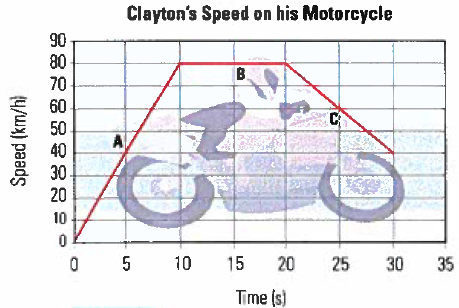 Clayton's Speed on his Motorcycle
Speed (km/h)
90
80
70
60
50
40
30
20
10
0
A
B
C
0 5 10 15 20 25 30 35
Time (s)